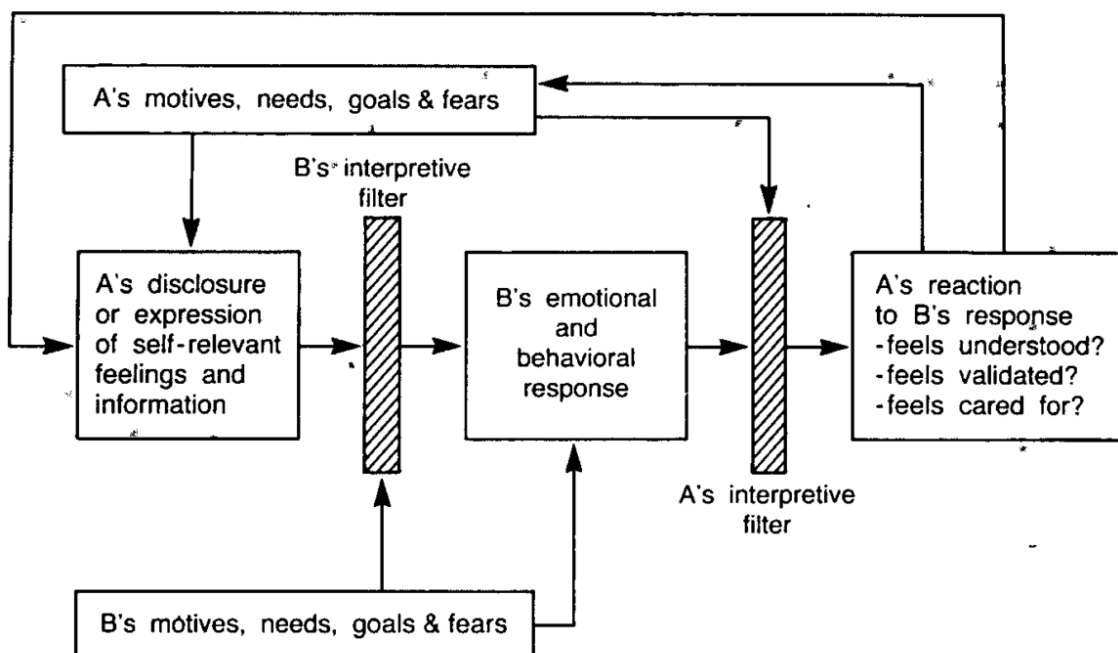 A's motives, needs, goals & fears
B's interpretive
filter
A's disclosure
or expression
of self-relevant
feelings and
information
B's emotional
and
behavioral
response
A's reaction
to B's response
-feels understood?
-feels validated?
-feels cared for?
A's interpretive
filter
B's motives, needs, goals & fears